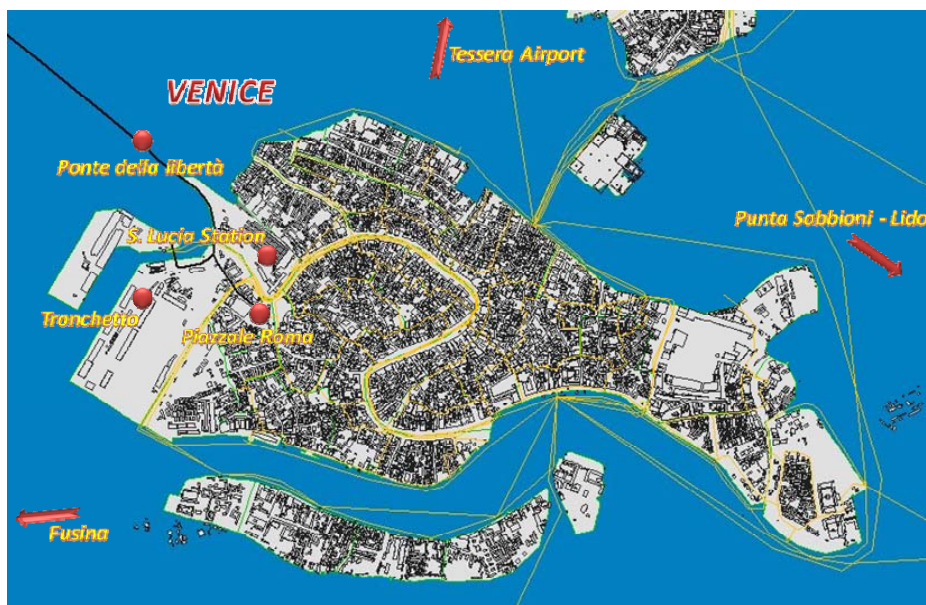 Tessera Airport
VENICE
Ponte della libertà
Punta Sabbioni - Lido
S. Lucia Station
Tronchetto
Piazzale Roma
Fusina